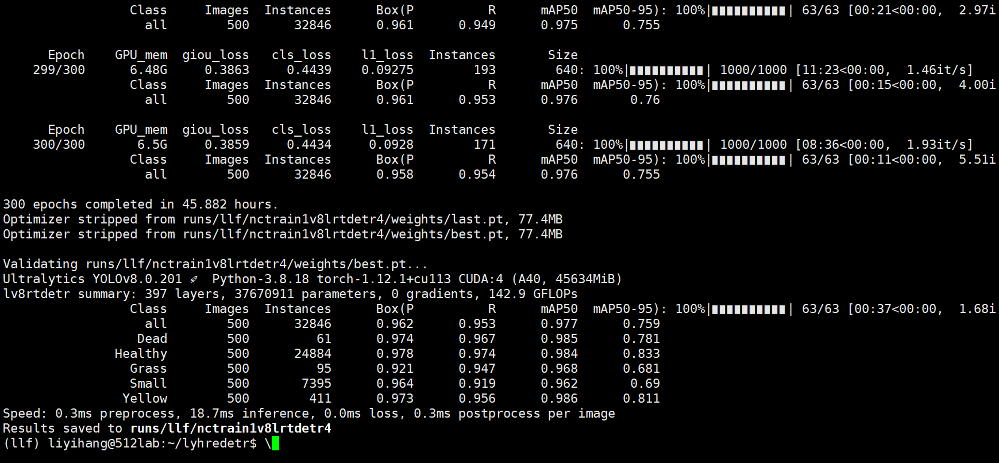 Class Images Instances Box(P R mAP50 mAP50-95): 100%|██████████| 63/63 [00:21<00:00, 2.97i
all 500 32846 0.961 0.949 0.975 0.755
Epoch GPU_mem giou_loss cls_loss l1_loss Instances Size
299/300 6.48G 0.3863 0.4439 0.09275 193 640: 100%|██████████| 1000/1000 [11:23<00:00, 1.46it/s]
Class Images Instances Box(P R mAP50 mAP50-95): 100%|██████████| 63/63 [00:15<00:00, 4.00i
all 500 32846 0.961 0.953 0.976 0.76
Epoch GPU_mem giou_loss cls_loss l1_loss Instances Size
300/300 6.5G 0.3859 0.4434 0.0928 171 640: 100%|██████████| 1000/1000 [08:36<00:00, 1.93it/s]
Class Images Instances Box(P R mAP50 mAP50-95): 100%|██████████| 63/63 [00:11<00:00, 5.51i
all 500 32846 0.958 0.954 0.976 0.755
300 epochs completed in 45.882 hours.
Optimizer stripped from runs/llf/nctrain1v8lrtdetr4/weights/last.pt, 77.4MB
Optimizer stripped from runs/llf/nctrain1v8lrtdetr4/weights/best.pt, 77.4MB
Validating runs/llf/nctrain1v8lrtdetr4/weights/best.pt...
Ultralytics YOLOv8.0.201 🚀 Python-3.8.18 torch-1.12.1+cu113 CUDA:4 (A40, 45634MiB)
lv8rtdetr summary: 397 layers, 37670911 parameters, 0 gradients, 142.9 GFLOPs
Class Images Instances Box(P R mAP50 mAP50-95): 100%|██████████| 63/63 [00:37<00:00, 1.68i
all 500 32846 0.962 0.953 0.977 0.759
Dead 500 61 0.974 0.967 0.985 0.781
Healthy 500 24884 0.978 0.974 0.984 0.833
Grass 500 95 0.921 0.947 0.968 0.681
Small 500 7395 0.964 0.919 0.962 0.69
Yellow 500 411 0.973 0.956 0.986 0.811
Speed: 0.3ms preprocess, 18.7ms inference, 0.0ms loss, 0.3ms postprocess per image
Results saved to runs/llf/nctrain1v8lrtdetr4
(llf) liyihang@512lab:~/lyhredetr$ \